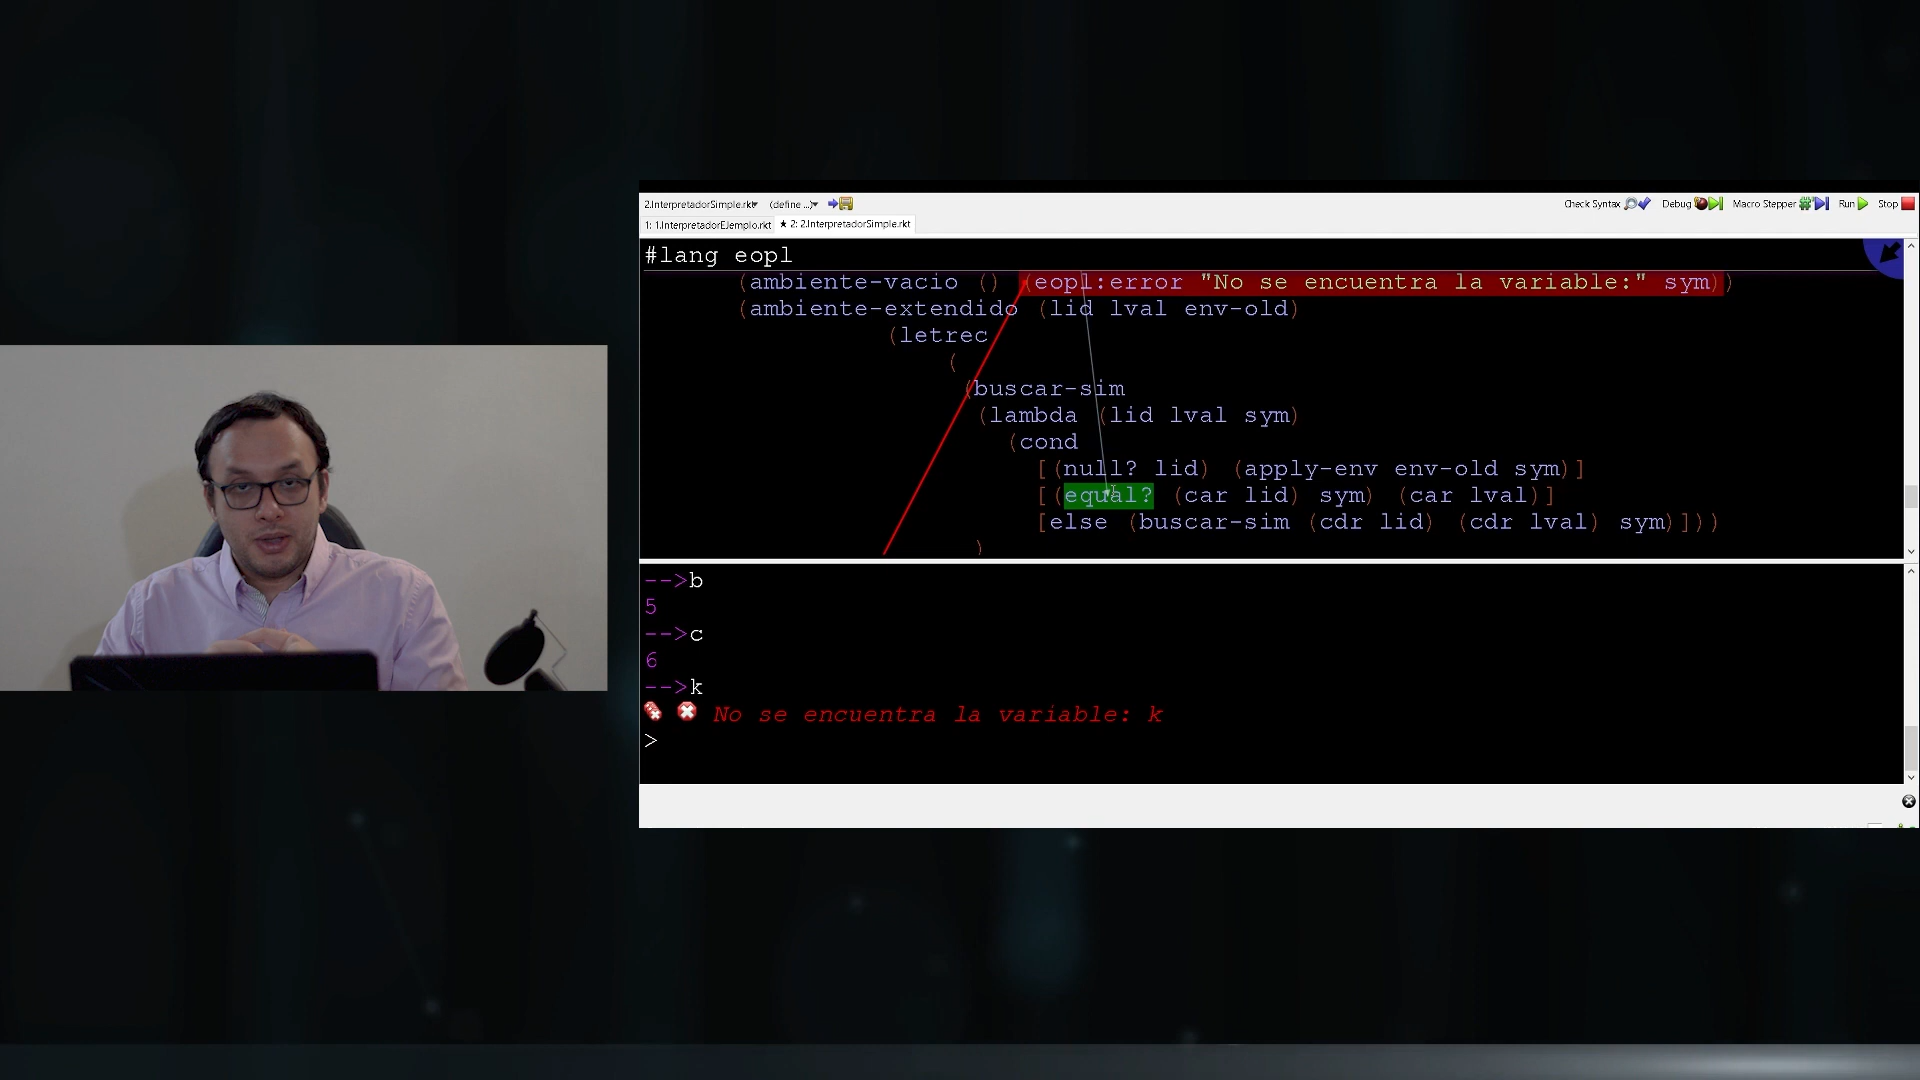 2.InterpretadorSimple.rkt (define ...) Check Syntax Debug Macro Stepper Run Stop
1: 1.InterpretadorEJemplo.rkt ★ 2: 2.InterpretadorSimple.rkt
#lang eopl
(ambiente-vacio () (eopl:error "No se encuentra la variable:" sym))
(ambiente-extendido (lid lval env-old)
(letrec
(
(buscar-sim
(lambda (lid lval sym)
(cond
[(null? lid) (apply-env env-old sym)]
[(equal? (car lid) sym) (car lval)]
[else (buscar-sim (cdr lid) (cdr lval) sym)]))
)
-->b
5
-->c
6
-->k
No se encuentra la variable: k
>